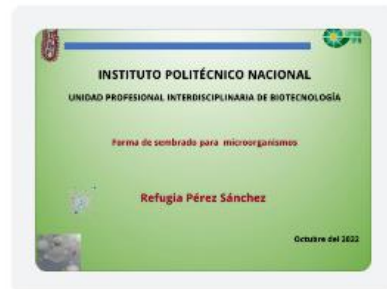 INSTITUTO POLITÉCNICO NACIONAL
UNIDAD PROFESIONAL INTERDISCIPLINARIA DE BIOTECNOLOGÍA
Forma de sembrado para microorganismos
Refugia Pérez Sánchez
Octubre del 2022